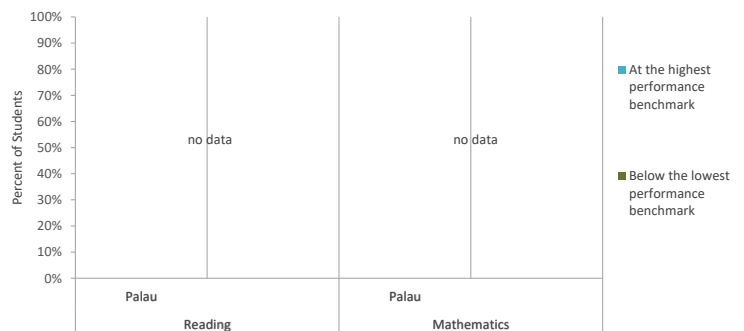 100%
90%
80%
70%
60%
50%
40%
30%
20%
10%
0%
Percent of Students
no data
no data
Palau
Palau
Reading
Mathematics
At the highest
performance
benchmark
Below the lowest
performance
benchmark